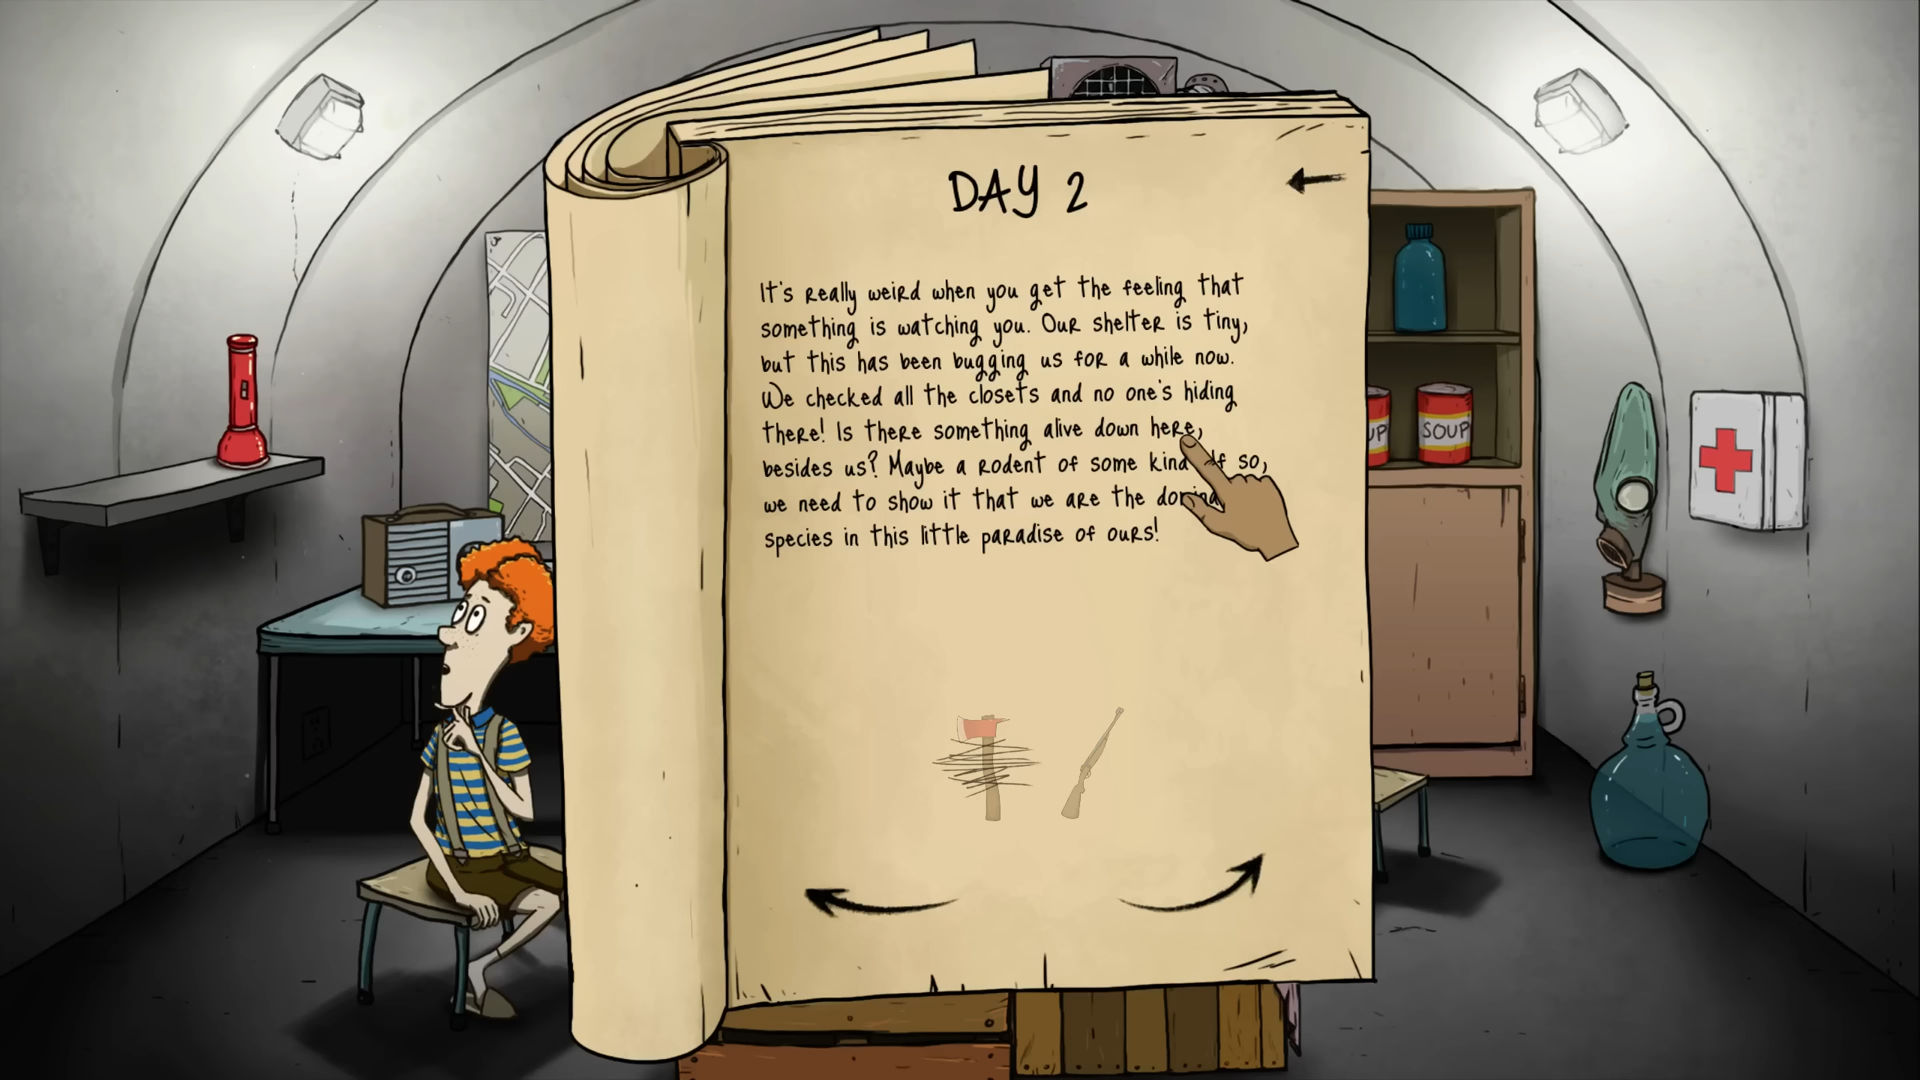 DAY 2
It's really weird when you get the feeling that
something is watching you. Our shelter is tiny,
but this has been bugging us for a while now.
We checked all the closets and no one's hiding
there! Is there something alive down here,
besides us? Maybe a rodent of some kind If so,
we need to show it that we are the
species in this little paradise of ours!
UP
SOUP